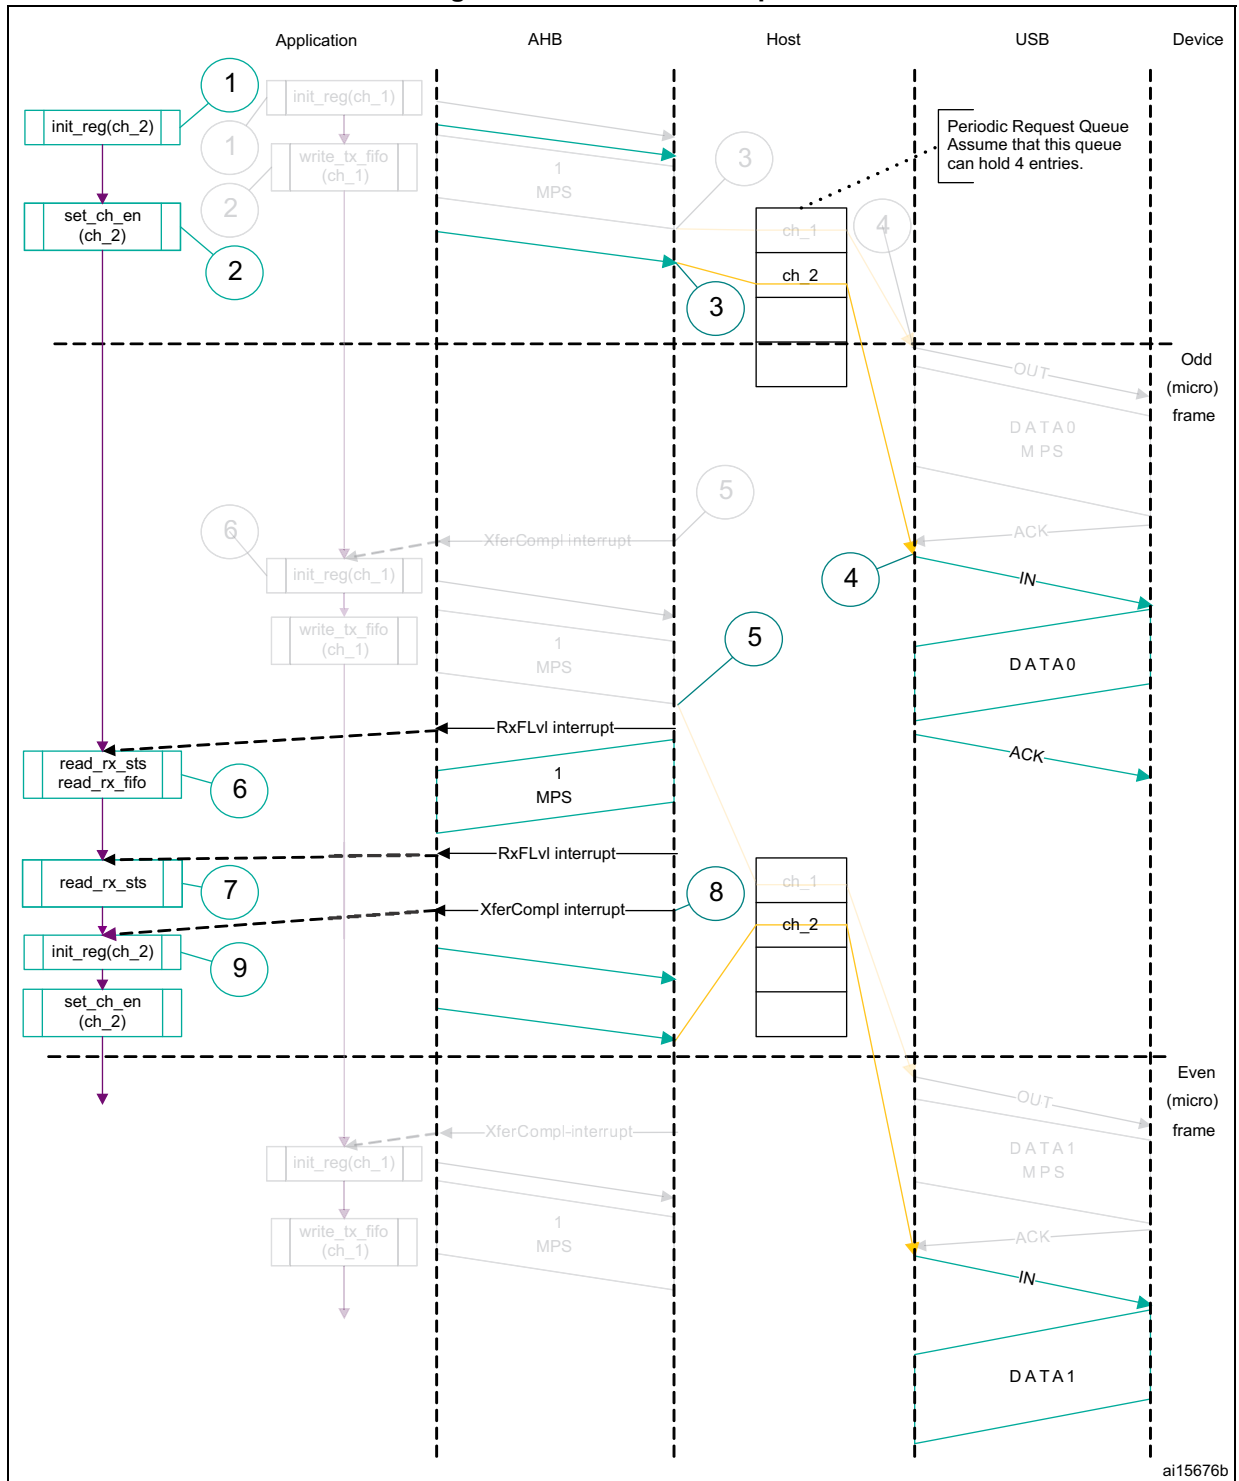 Application
AHB
Host
USB
Device
1
init_reg(ch_1)
init_reg(ch_2)
1
write_tx_fifo
(ch_1)
1
MPS
3
Periodic Request Queue
Assume that this queue
can hold 4 entries.
2
set_ch_en
(ch_2)
2
ch_1
4
ch_2
3
Odd
(micro)
frame
OUT
DATA0
MPS
5
6
XferCompl interrupt
ACK
init_reg(ch_1)
4
IN
write_tx_fifo
(ch_1)
1
MPS
5
DATA0
RxFLvl interrupt
ACK
read_rx_sts
read_rx_fifo
6
1
MPS
RxFLvl interrupt
read_rx_sts
7
8
ch_1
XferCompl interrupt
ch_2
init_reg(ch_2)
9
set_ch_en
(ch_2)
Even
(micro)
frame
OUT
XferCompl-interrupt
init_reg(ch_1)
DATA1
MPS
write_tx_fifo
(ch_1)
1
MPS
ACK
IN
DATA1
ai15676b